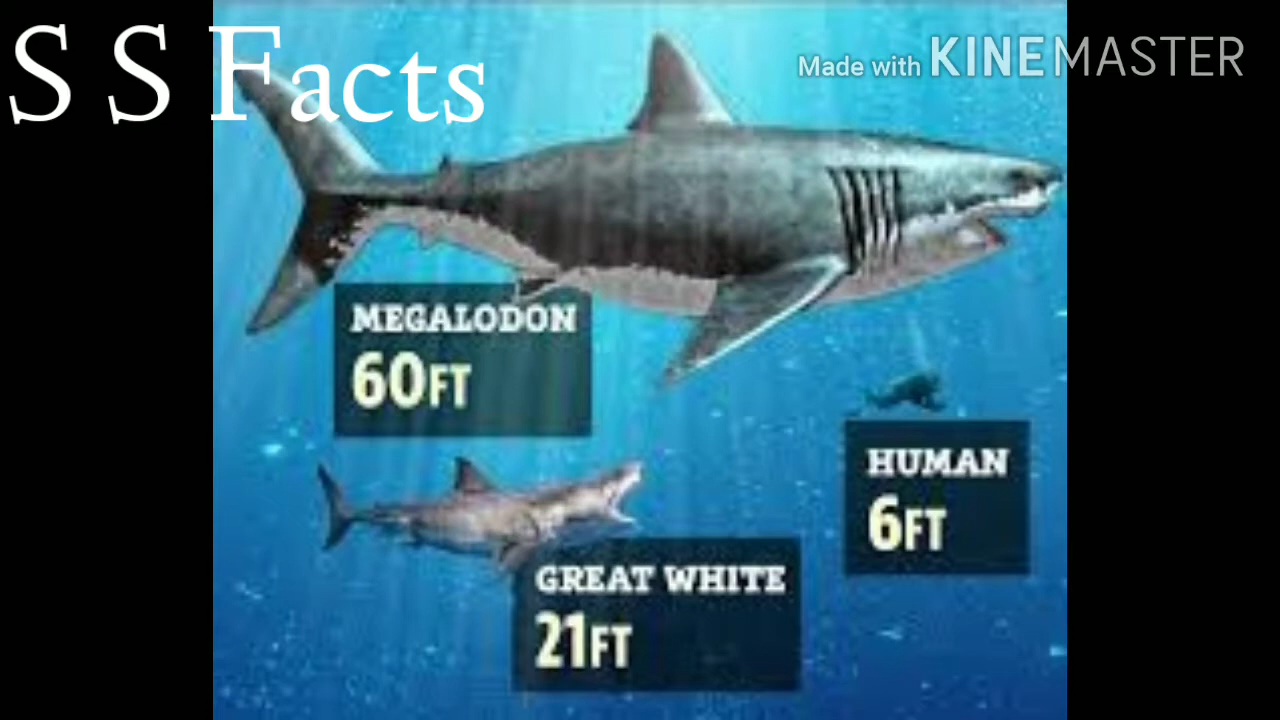 S S Facts
Made with KINEMASTER
MEGALODON
60FT
HUMAN
6FT
GREAT WHITE
21FT